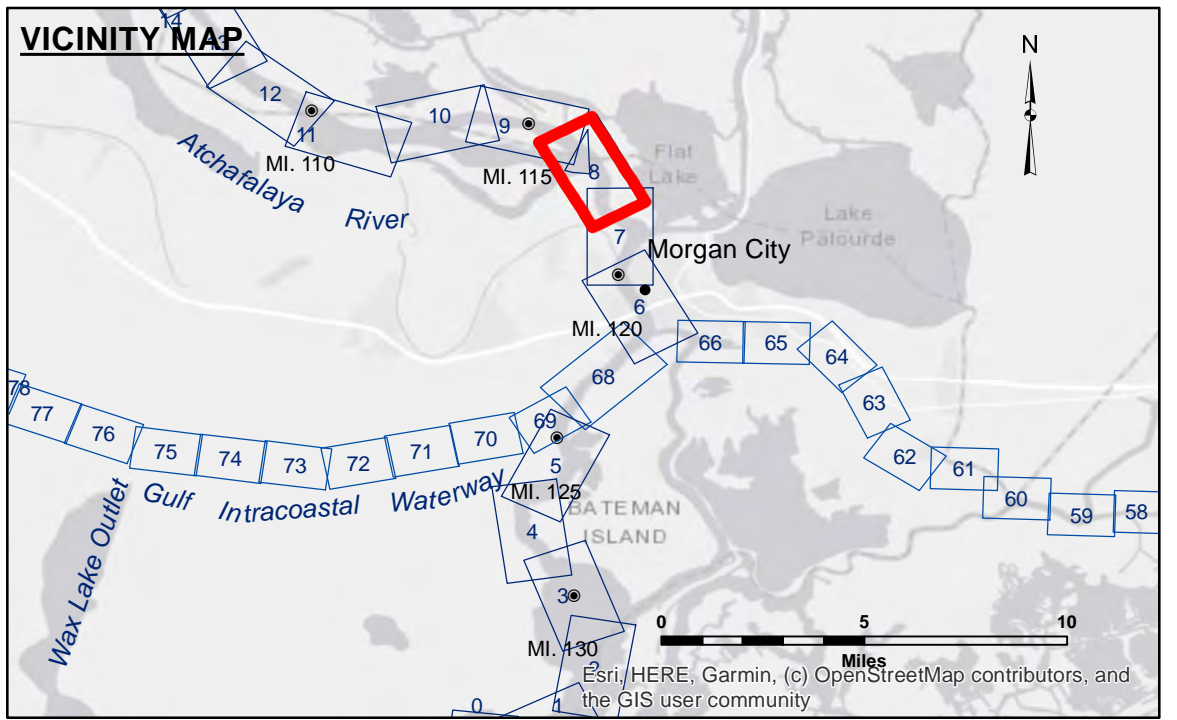 VICINITY MAP
N
14
13
12
11
10
9
8
MI. 110
MI. 115
Atchafalaya River
Flat
Lake
Lake
Palourde
7
Morgan City
6
MI. 120
66
65
64
63
62
61
60
59
58
68
69
70
71
72
73
74
75
76
77
78
Gulf Intracoastal Waterway
Wax Lake Outlet
5
MI. 125
BATEMAN
ISLAND
4
3
MI. 130
2
1
0
0 5 10
Miles
Esri, HERE, Garmin, (c) OpenStreetMap contributors, and
the GIS user community